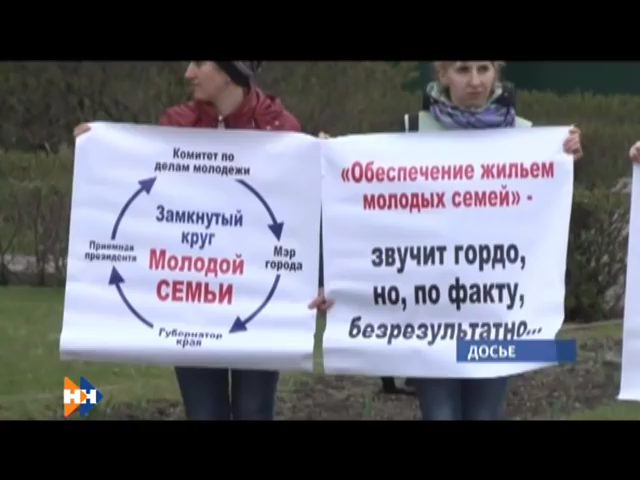 Комитет по
делам молодежи
Замкнутый
круг
Молодой
СЕМЬИ
Приемная
президента
Мэр
города
Губернатор
края
«Обеспечение жильем
молодых семей» -
звучит гордо,
но, по факту,
безрезультатно...
ДОСЬЕ
НН